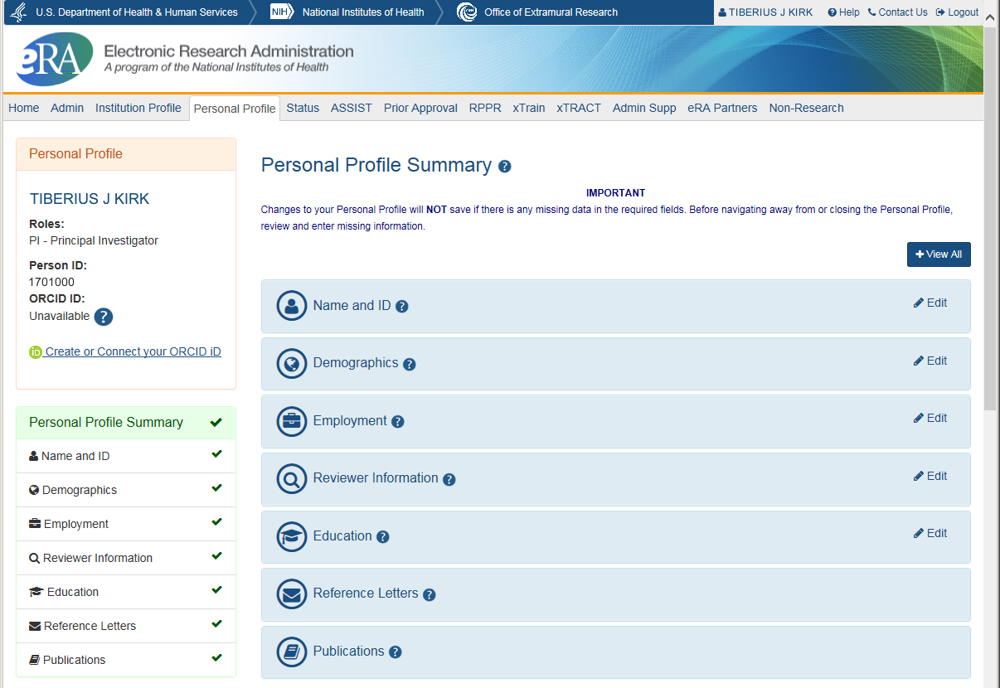 U.S. Department of Health & Human Services
NIH
National Institutes of Health
Office of Extramural Research
TIBERIUS J KIRK
Help
Contact Us
Logout
eRA
Electronic Research Administration
A program of the National Institutes of Health
Home Admin Institution Profile Personal Profile Status ASSIST Prior Approval RPPR xTrain xTRACT Admin Supp eRA Partners Non-Research
Personal Profile
TIBERIUS J KIRK
Roles:
PI - Principal Investigator
Person ID:
1701000
ORCID ID:
Unavailable ?
iD Create or Connect your ORCID iD
Personal Profile Summary
Name and ID
Demographics
Employment
Reviewer Information
Education
Reference Letters
Publications
Personal Profile Summary ?
IMPORTANT
Changes to your Personal Profile will NOT save if there is any missing data in the required fields. Before navigating away from or closing the Personal Profile,
review and enter missing information.
+ View All
Name and ID ? Edit
Demographics ? Edit
Employment ? Edit
Reviewer Information ? Edit
Education ? Edit
Reference Letters ?
Publications ?